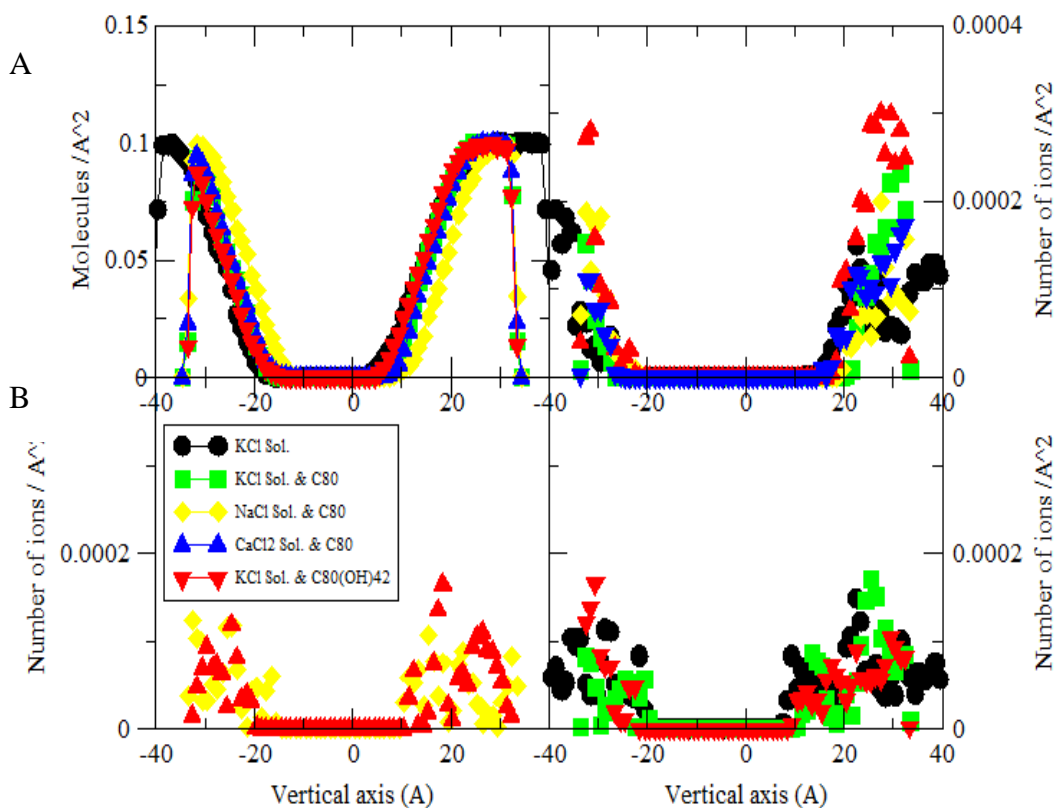 A
0.15
0.1
0.05
0
Molecules /A^2
-40 -20 0 20 -40 -20 0 20 40
0.0004
0.0002
0
Number of ions /A^2
B
KCl Sol.
KCl Sol. & C80
NaCl Sol. & C80
CaCl2 Sol. & C80
KCl Sol. & C80(OH)42
0.0002
0
Number of ions / A^
-40 -20 0 20 -40 -20 0 20 40
Vertical axis (A)
Vertical axis (A)
0.0002
0
Number of ions /A^2